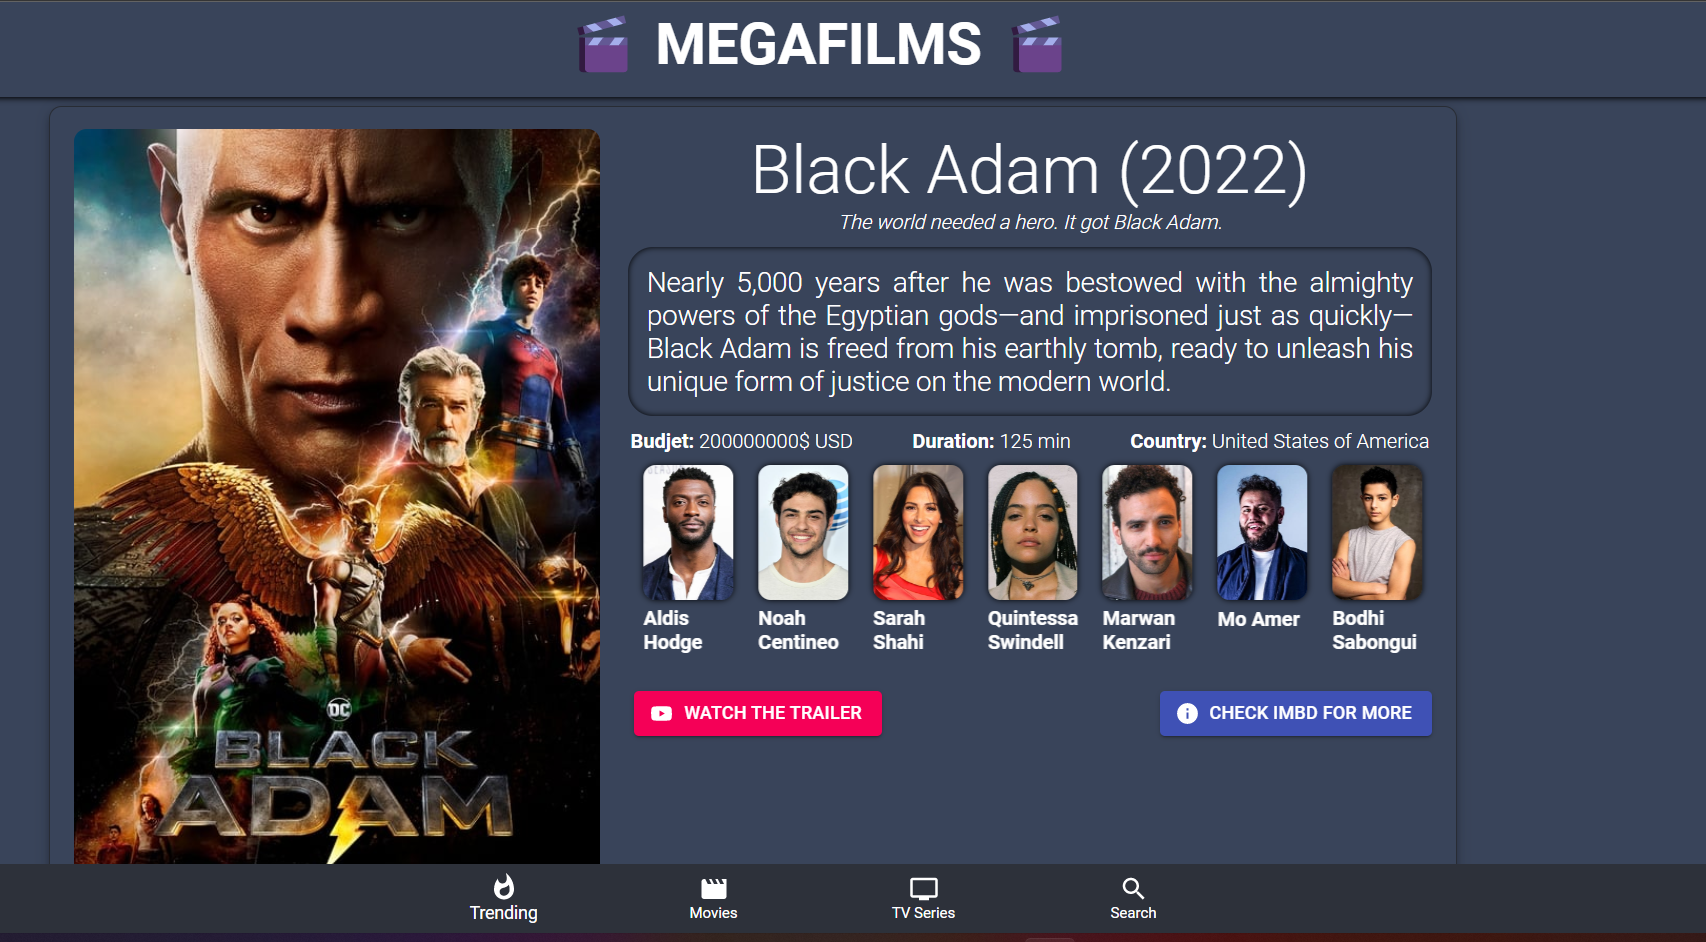 MEGAFILMS
Black Adam (2022)
The world needed a hero. It got Black Adam.
Nearly 5,000 years after he was bestowed with the almighty
powers of the Egyptian gods—and imprisoned just as quickly—
Black Adam is freed from his earthly tomb, ready to unleash his
unique form of justice on the modern world.
Budjet: 200000000$ USD Duration: 125 min Country: United States of America
Aldis Hodge
Noah Centineo
Sarah Shahi
Quintessa Swindell
Marwan Kenzari
Mo Amer
Bodhi Sabongui
WATCH THE TRAILER
CHECK IMBD FOR MORE
DC
BLACK
ADAM
Trending
Movies
TV Series
Search